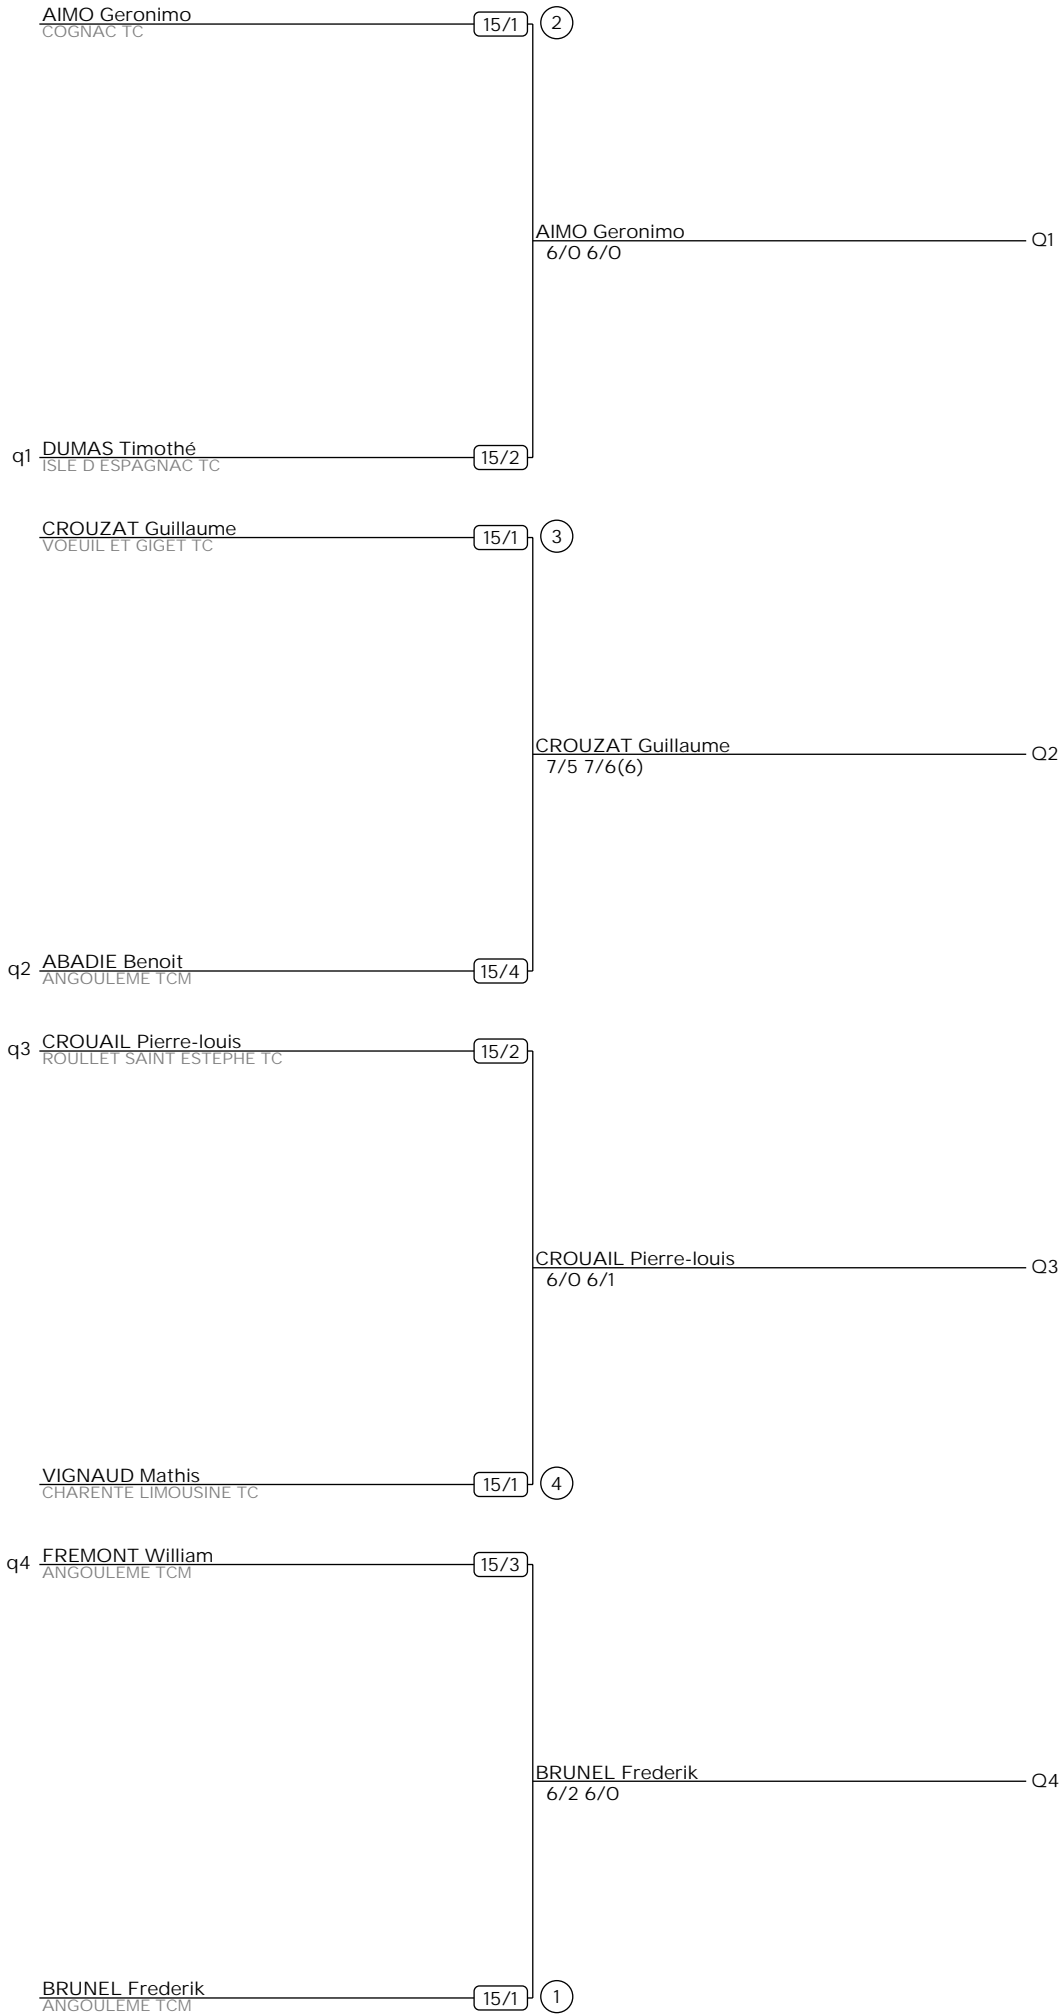 AIMO Geronimo
COGNAC TC
15/1
2
AIMO Geronimo
6/0 6/0
Q1
q1
DUMAS Timothé
ISLE D ESPAGNAC TC
15/2
CROUZAT Guillaume
VOEUIL ET GIGET TC
15/1
3
CROUZAT Guillaume
7/5 7/6(6)
Q2
q2
ABADIE Benoit
ANGOULEME TCM
15/4
q3
CROUAIL Pierre-louis
ROULLET SAINT ESTEPHE TC
15/2
CROUAIL Pierre-louis
6/0 6/1
Q3
VIGNAUD Mathis
CHARENTE LIMOUSINE TC
15/1
4
q4
FREMONT William
ANGOULEME TCM
15/3
BRUNEL Frederik
6/2 6/0
Q4
BRUNEL Frederik
ANGOULEME TCM
15/1
1